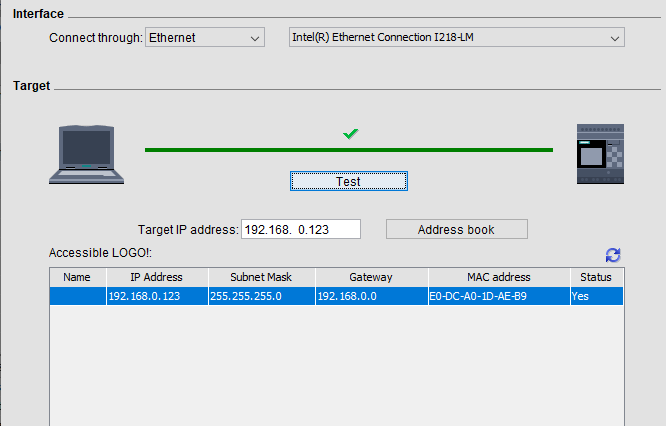 Interface
Connect through: Ethernet Intel(R) Ethernet Connection I218-LM
Target
Test
Target IP address: 192.168. 0.123 Address book
Accessible LOGO!:
Name IP Address Subnet Mask Gateway MAC address Status
192.168.0.123 255.255.255.0 192.168.0.0 E0-DC-A0-1D-AE-B9 Yes